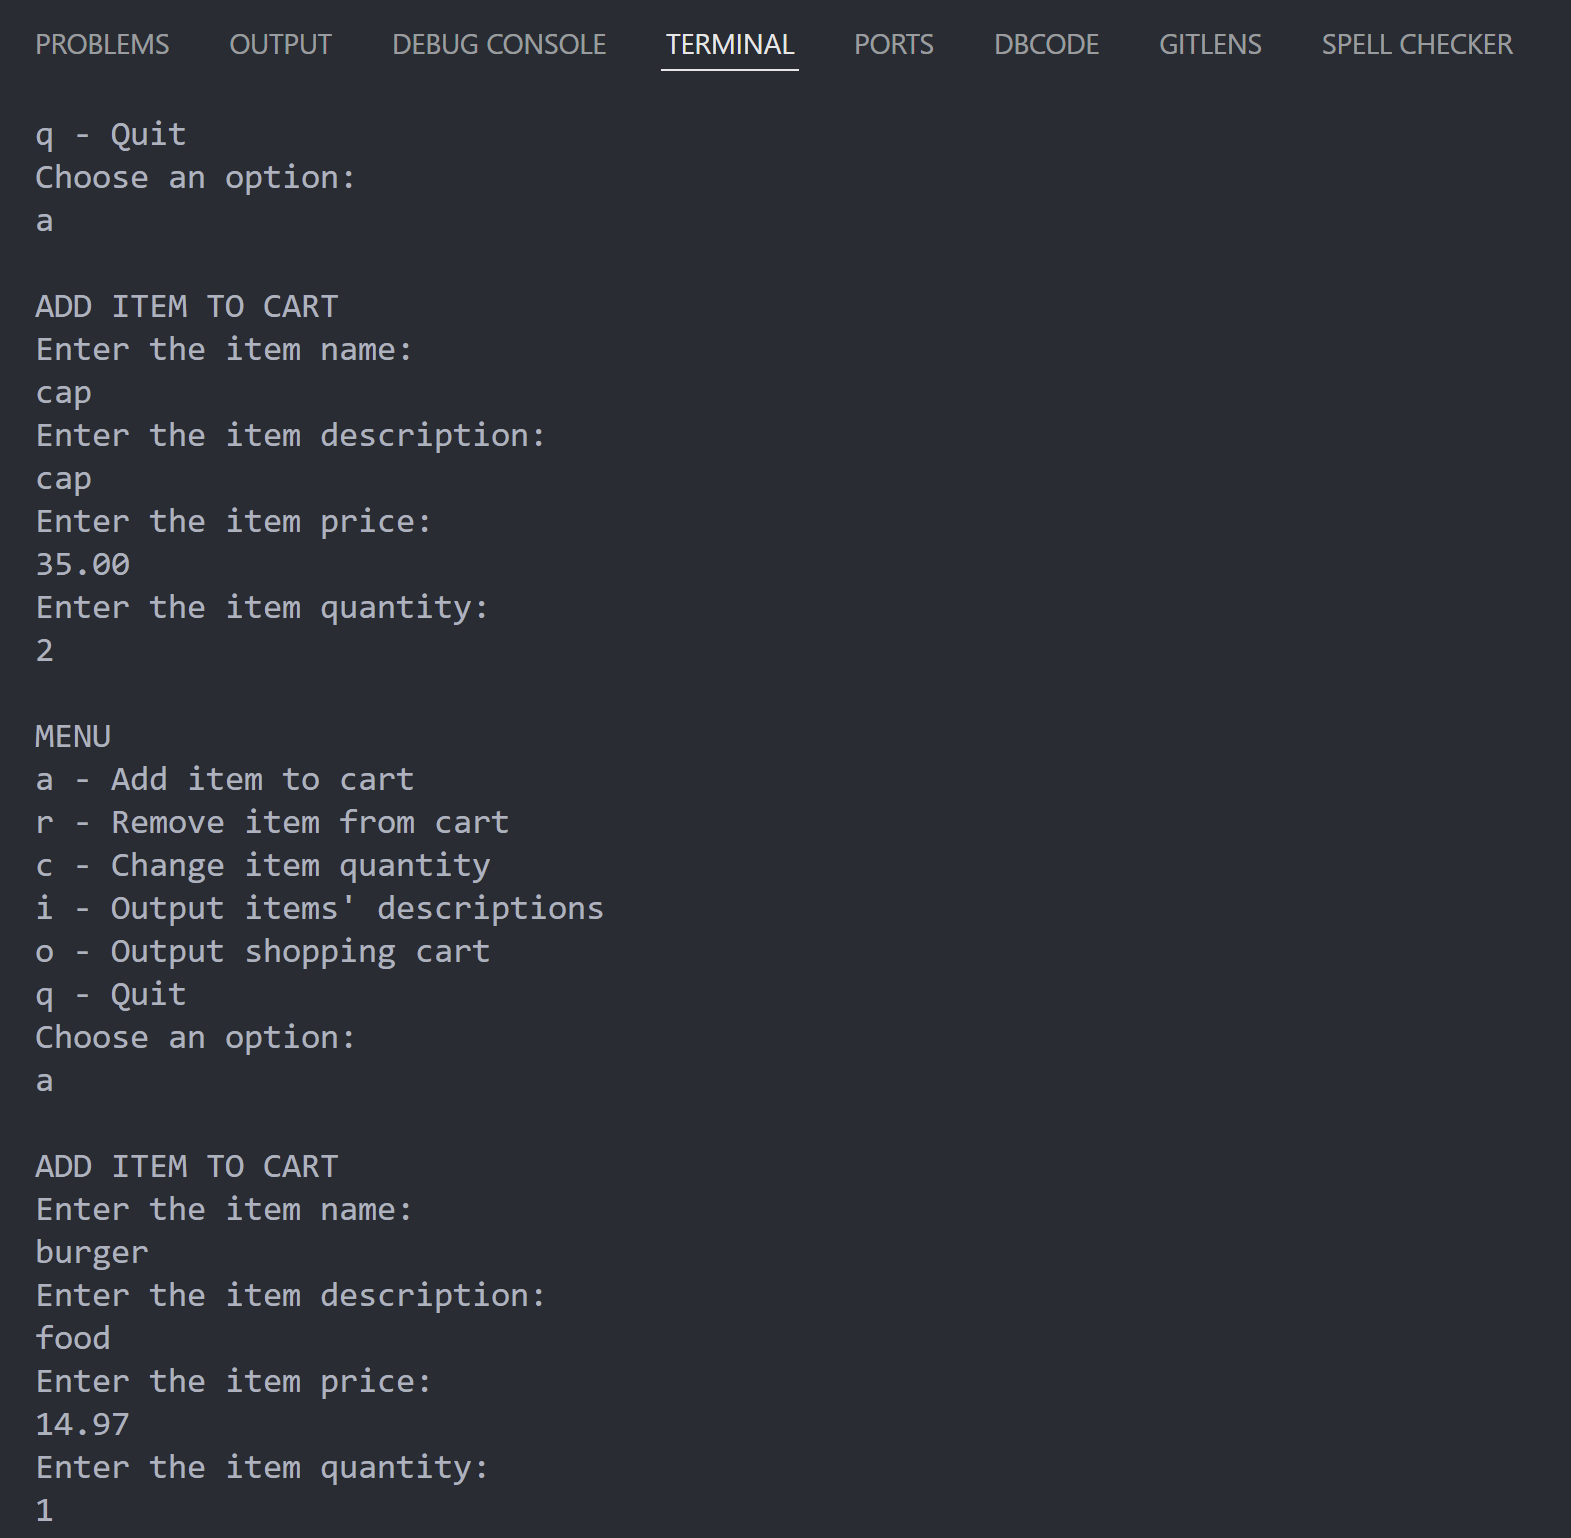 PROBLEMS OUTPUT DEBUG CONSOLE TERMINAL PORTS DBCODE GITLENS SPELL CHECKER
q - Quit
Choose an option:
a
ADD ITEM TO CART
Enter the item name:
cap
Enter the item description:
cap
Enter the item price:
35.00
Enter the item quantity:
2
MENU
a - Add item to cart
r - Remove item from cart
c - Change item quantity
i - Output items' descriptions
o - Output shopping cart
q - Quit
Choose an option:
a
ADD ITEM TO CART
Enter the item name:
burger
Enter the item description:
food
Enter the item price:
14.97
Enter the item quantity:
1